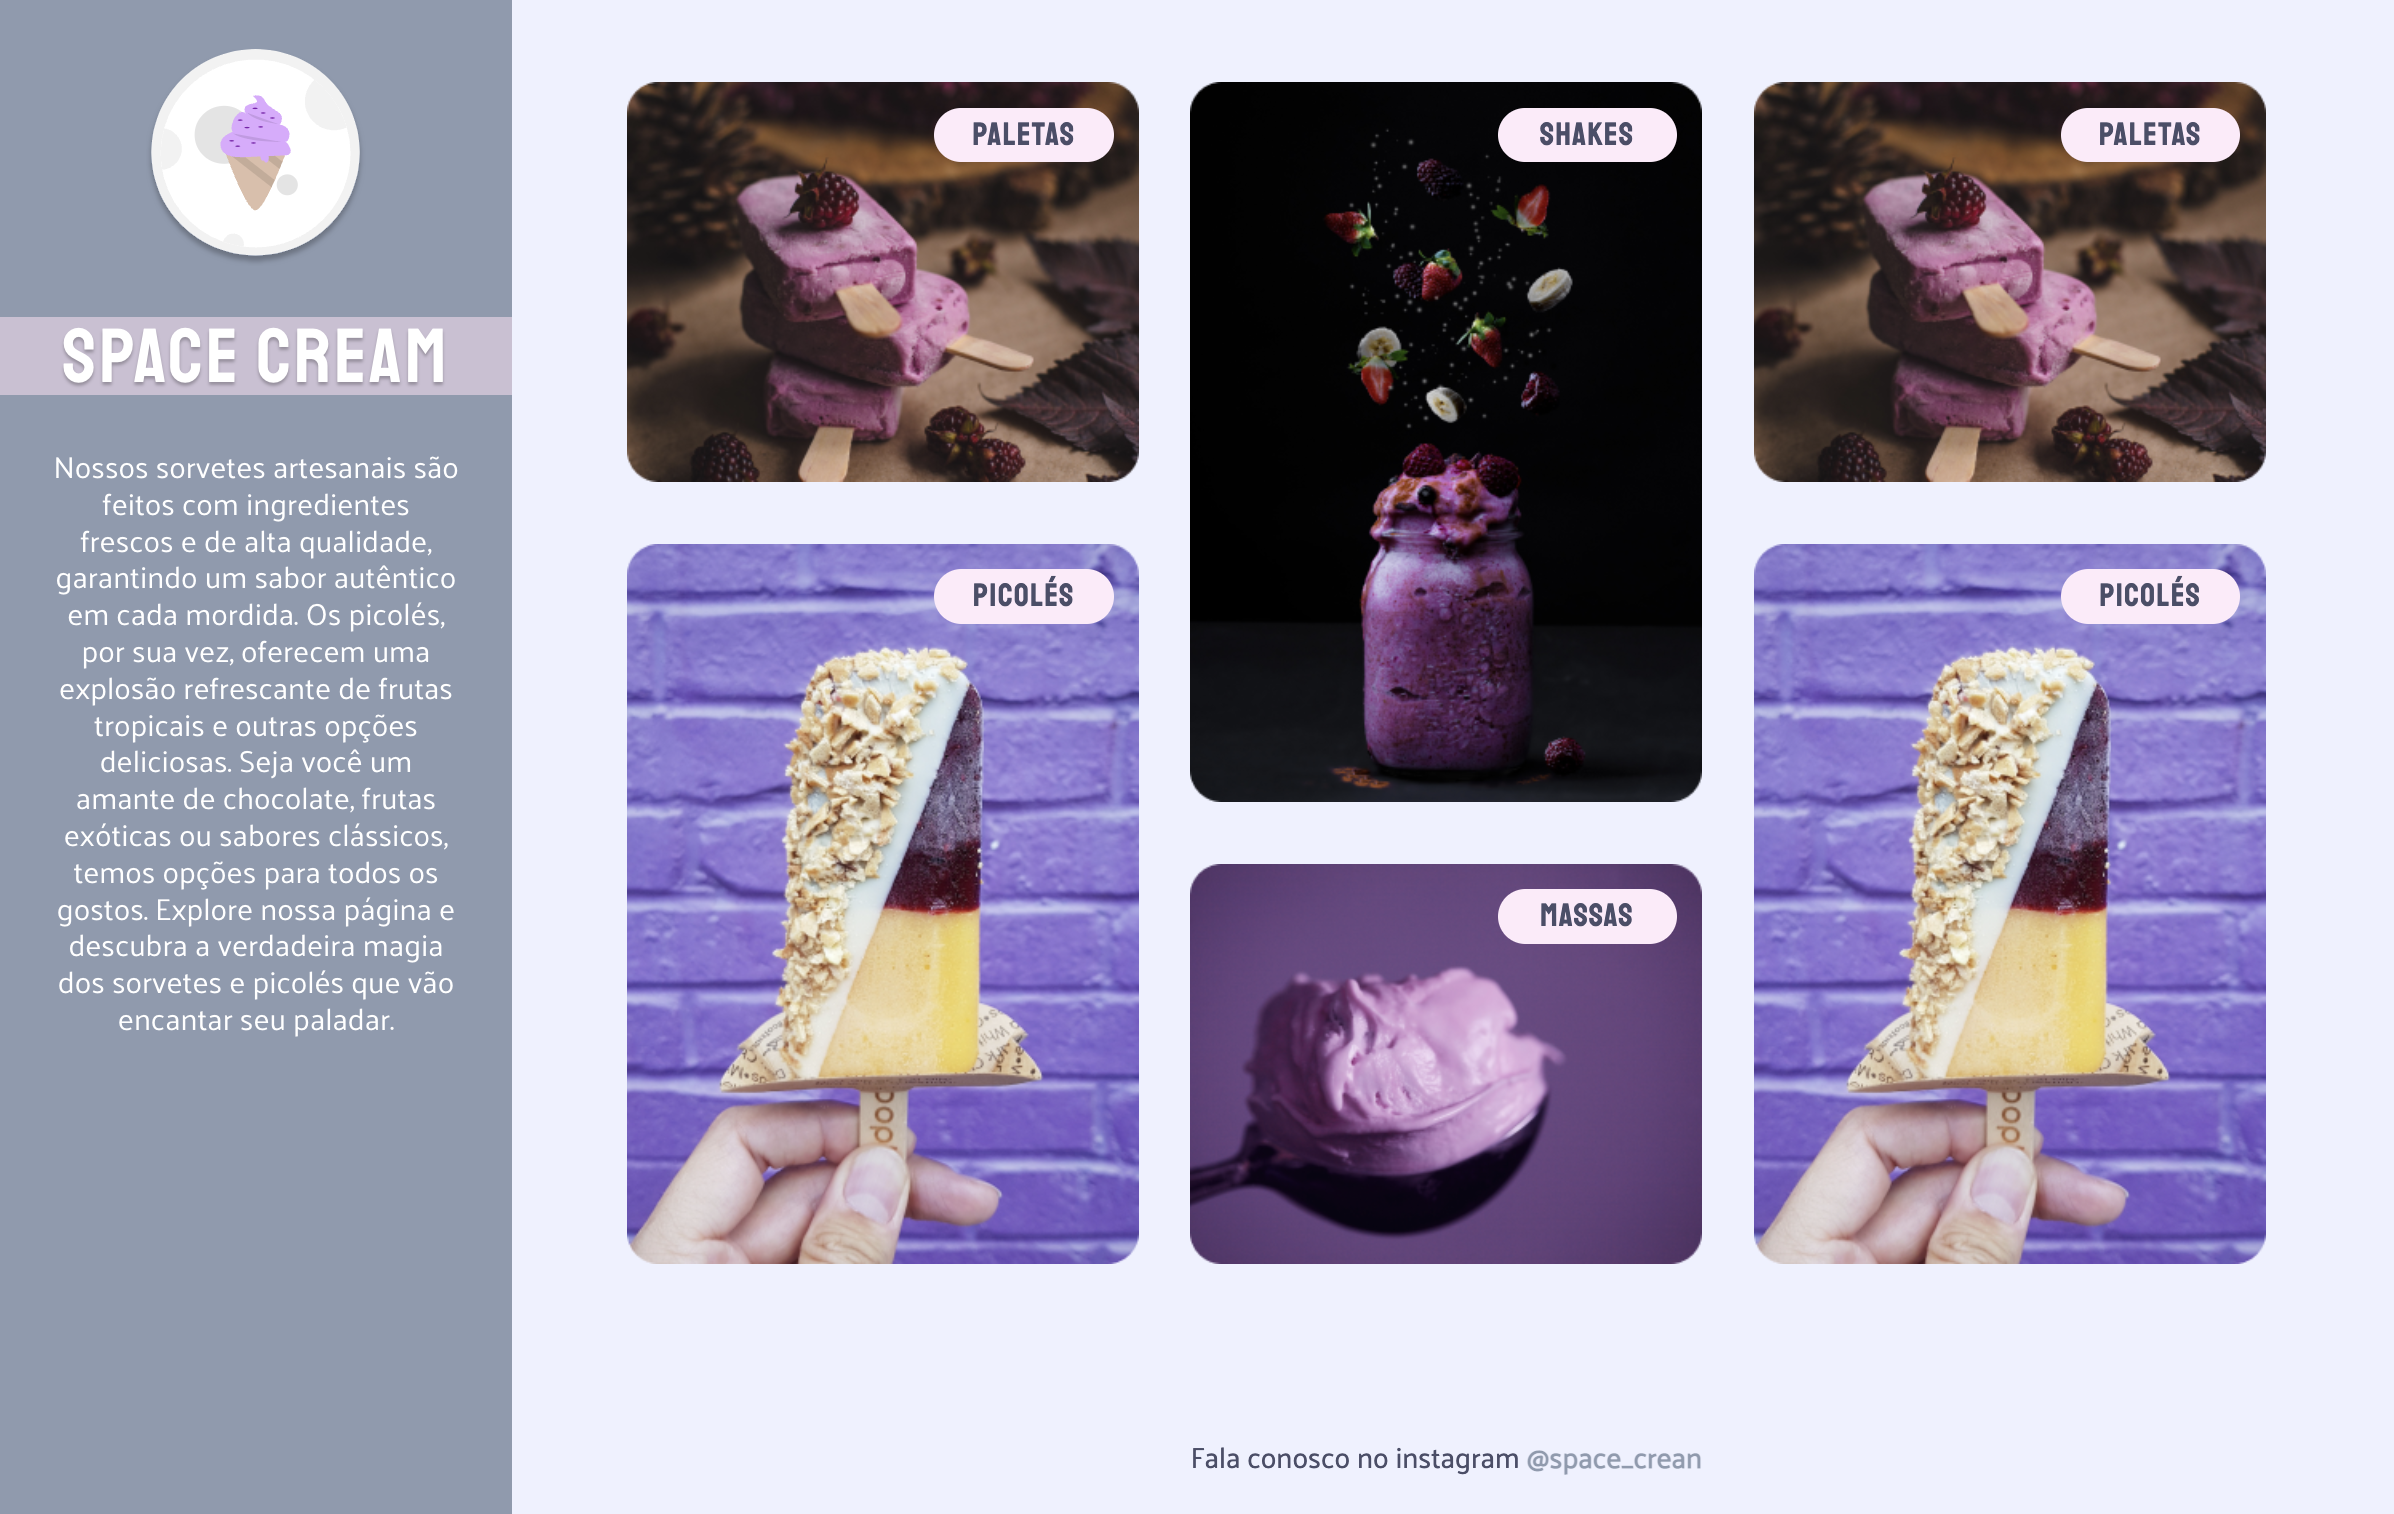 SPACE CREAM
Nossos sorvetes artesanais são
feitos com ingredientes
frescos e de alta qualidade,
garantindo um sabor autêntico
em cada mordida. Os picolés,
por sua vez, oferecem uma
explosão refrescante de frutas
tropicais e outras opções
deliciosas. Seja você um
amante de chocolate, frutas
exóticas ou sabores clássicos,
temos opções para todos os
gostos. Explore nossa página e
descubra a verdadeira magia
dos sorvetes e picolés que vão
encantar seu paladar.
PALETAS
SHAKES
PALETAS
PICOLÉS
PICOLÉS
MASSAS
Fala conosco no instagram @space_crean